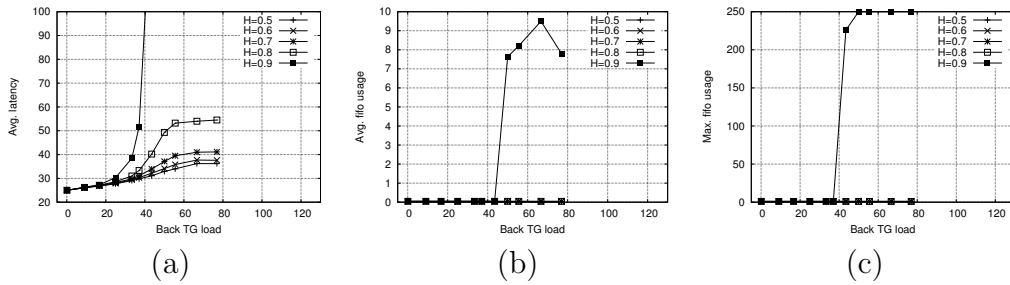 100
90
80
70
60
50
40
30
20
0 20 40 60 80 100 120
Avg. latency
Back TG load
H=0.5
H=0.6
H=0.7
H=0.8
H=0.9
(a)
10
9
8
7
6
5
4
3
2
1
0
0 20 40 60 80 100 120
Avg. fifo usage
Back TG load
H=0.5
H=0.6
H=0.7
H=0.8
H=0.9
(b)
250
200
150
100
50
0
0 20 40 60 80 100 120
Max. fifo usage
Back TG load
H=0.5
H=0.6
H=0.7
H=0.8
H=0.9
(c)